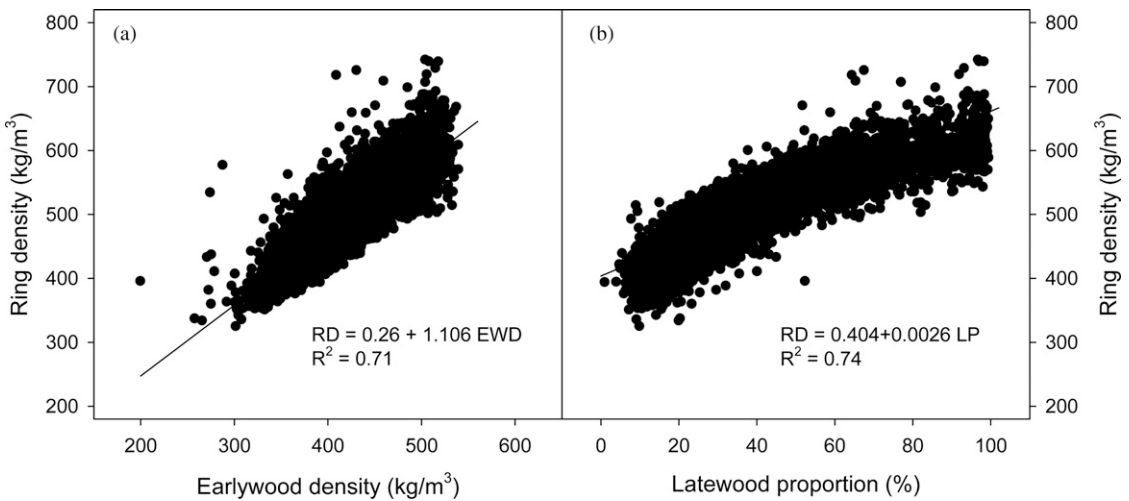 (a)
(b)
800
700
600
500
400
300
200
Ring density (kg/m³)
RD = 0.26 + 1.106 EWD
R² = 0.71
200
300
400
500
600
Earlywood density (kg/m³)
RD = 0.404+0.0026 LP
R² = 0.74
0
20
40
60
80
100
Latewood proportion (%)
800
700
600
500
400
300
200
Ring density (kg/m³)